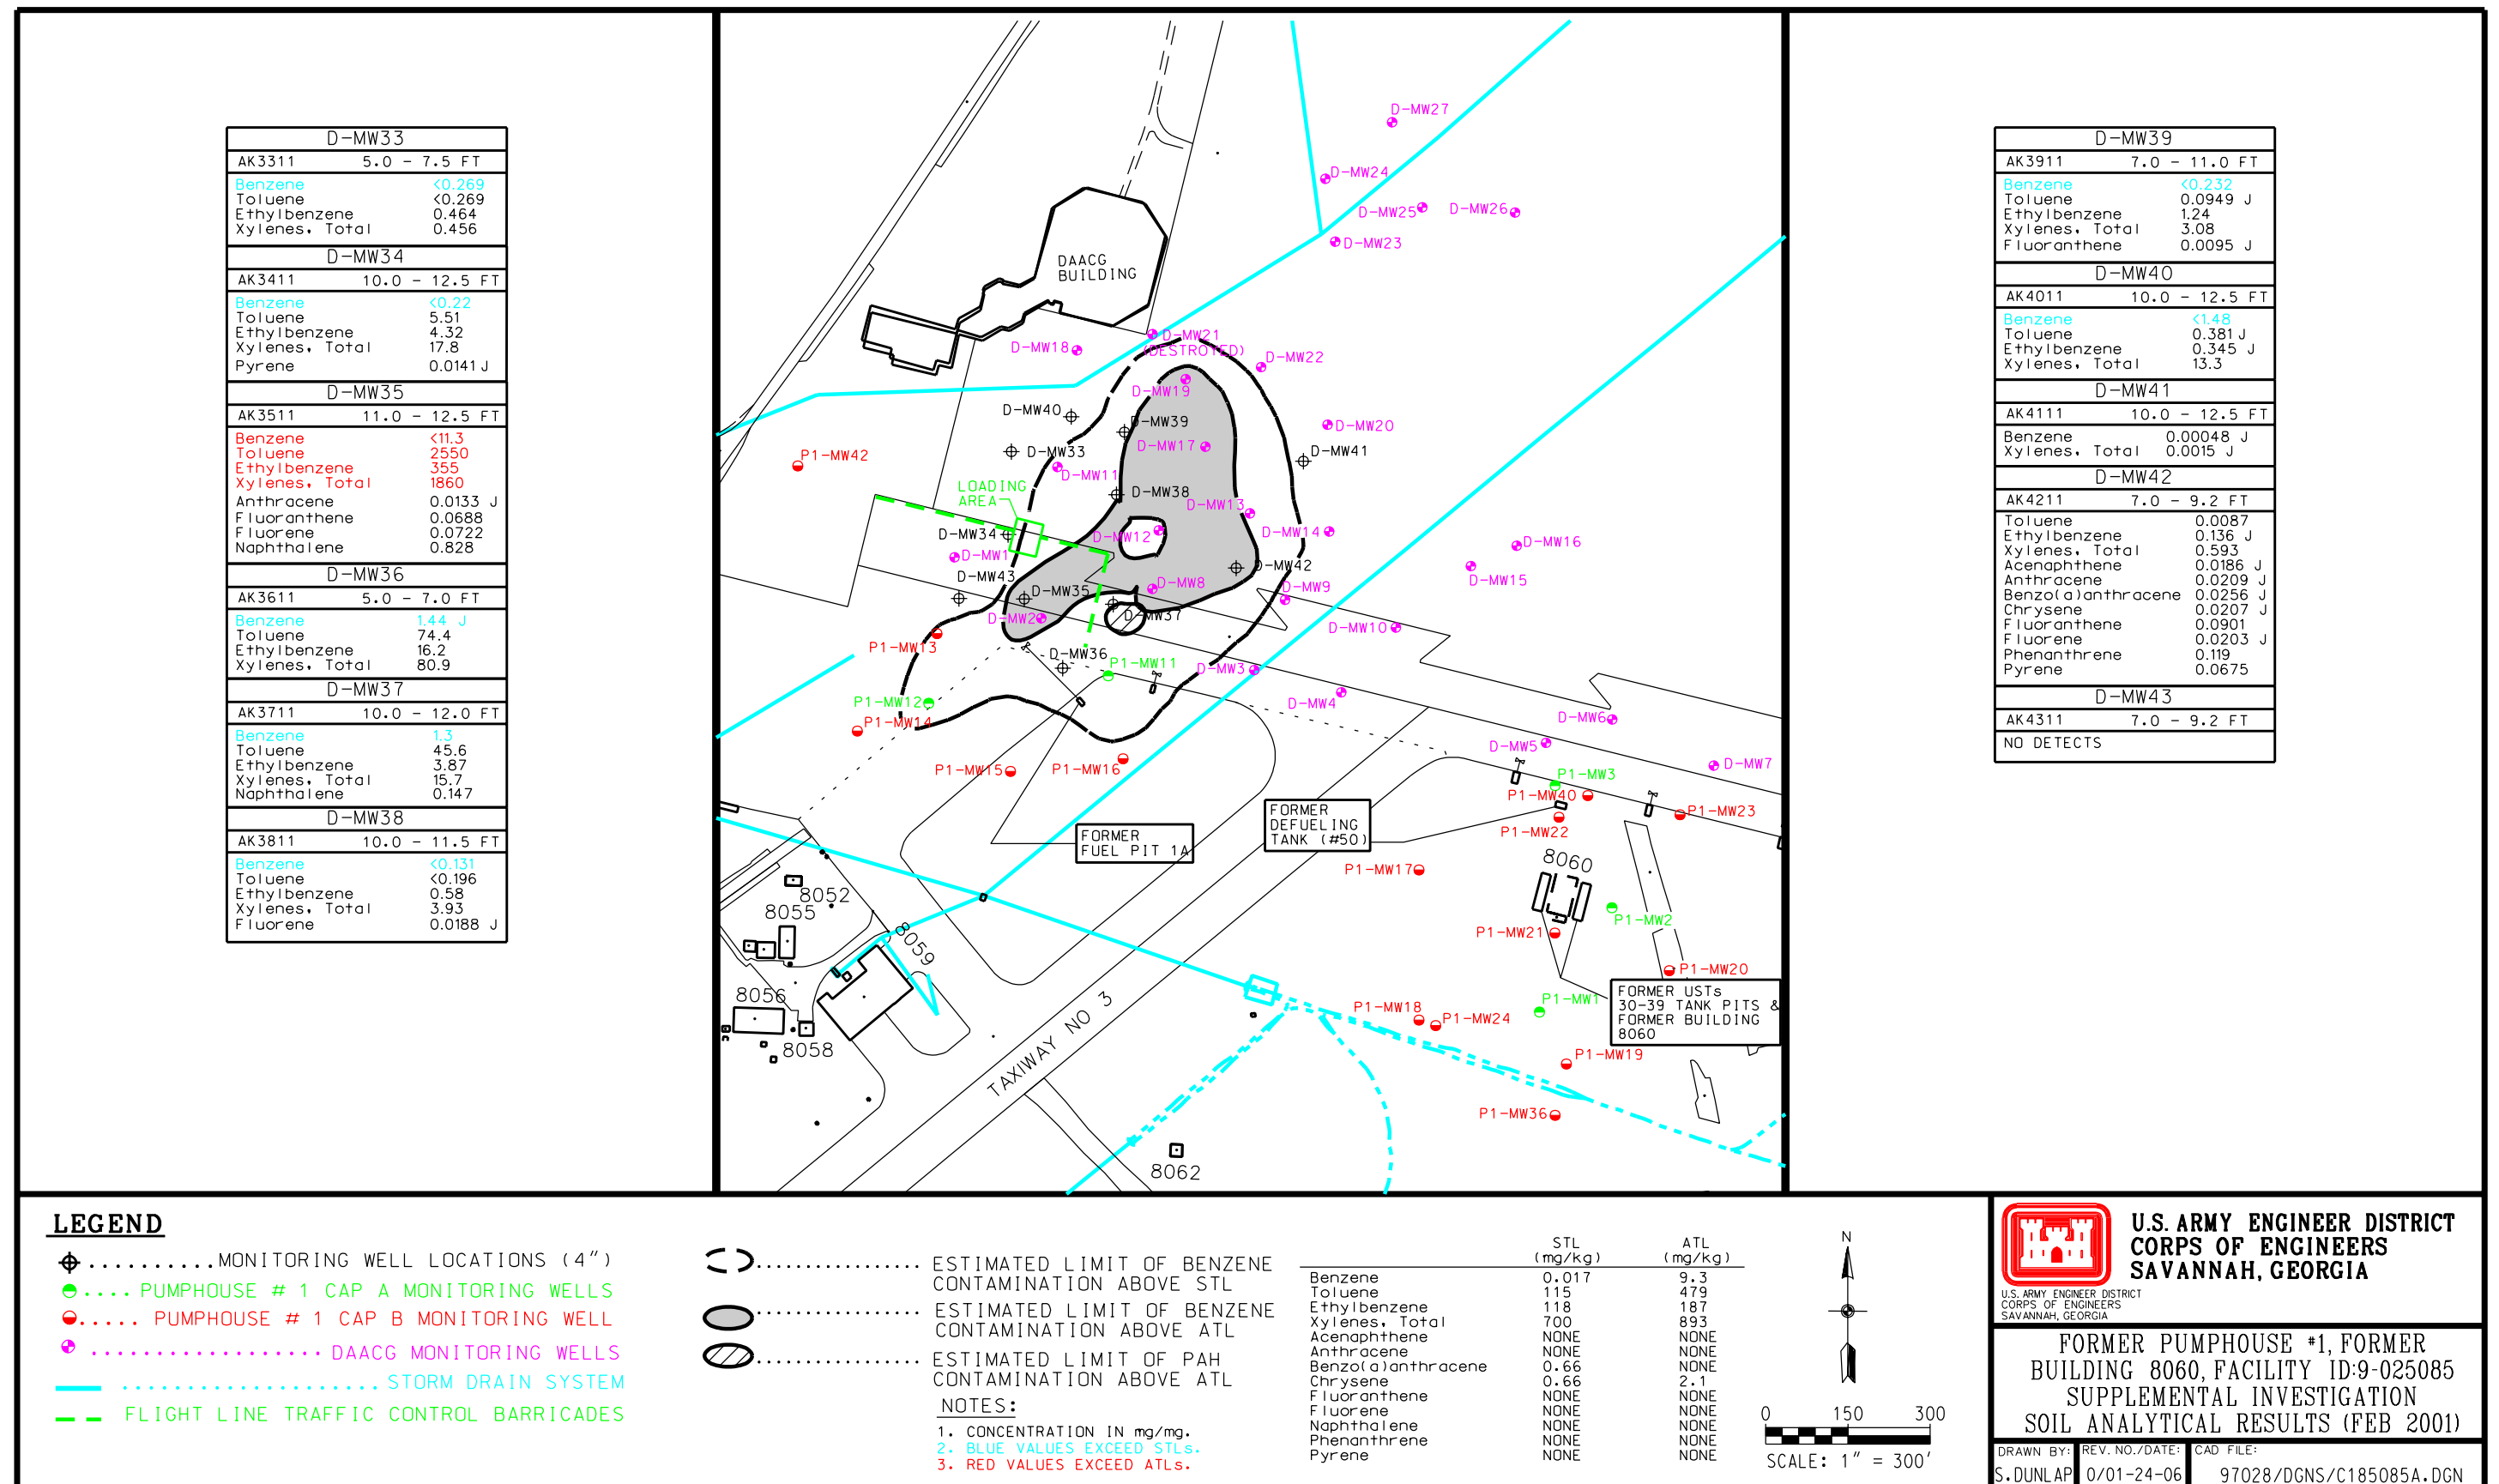 D-MW33
AK3311 5.0 - 7.5 FT
Benzene <0.269
Toluene <0.269
Ethylbenzene 0.464
Xylenes, Total 0.456
D-MW34
AK3411 10.0 - 12.5 FT
Benzene <0.22
Toluene 5.51
Ethylbenzene 4.32
Xylenes, Total 17.8
Pyrene 0.0141 J
D-MW35
AK3511 11.0 - 12.5 FT
Benzene <11.3
Toluene 2550
Ethylbenzene 355
Xylenes, Total 1860
Anthracene 0.0133 J
Fluoranthene 0.0688
Fluorene 0.0722
Naphthalene 0.828
D-MW36
AK3611 5.0 - 7.0 FT
Benzene 1.44 J
Toluene 74.4
Ethylbenzene 16.2
Xylenes, Total 80.9
D-MW37
AK3711 10.0 - 12.0 FT
Benzene 1.3
Toluene 45.6
Ethylbenzene 3.87
Xylenes, Total 15.7
Naphthalene 0.147
D-MW38
AK3811 10.0 - 11.5 FT
Benzene <0.131
Toluene <0.196
Ethylbenzene 0.58
Xylenes, Total 3.93
Fluorene 0.0188 J
D-MW27
D-MW24
D-MW25
D-MW26
D-MW23
DAACG
BUILDING
D-MW21
(DESTROYED)
D-MW18
D-MW22
D-MW19
D-MW40
D-MW39
D-MW20
D-MW17
D-MW33
D-MW41
P1-MW42
D-MW11
LOADING
AREA
D-MW38
D-MW13
D-MW34
D-MW12
D-MW14
D-MW16
D-MW1
D-MW43
D-MW42
D-MW15
D-MW35
D-MW8
D-MW9
D-MW2
D-MW37
D-MW10
P1-MW13
D-MW36
P1-MW11
D-MW3
P1-MW12
D-MW4
P1-MW14
D-MW6
D-MW5
P1-MW15
P1-MW16
D-MW7
P1-MW3
P1-MW40
P1-MW23
P1-MW22
FORMER
FUEL PIT 1A
FORMER
DEFUELING
TANK (#50)
P1-MW17
8060
8052
8055
P1-MW2
P1-MW21
8059
P1-MW20
8056
P1-MW1
FORMER USTs
30-39 TANK PITS &
FORMER BUILDING
8060
P1-MW18
P1-MW24
8058
P1-MW19
TAXIWAY NO 3
P1-MW36
8062
D-MW39
AK3911 7.0 - 11.0 FT
Benzene <0.232
Toluene 0.0949 J
Ethylbenzene 1.24
Xylenes, Total 3.08
Fluoranthene 0.0095 J
D-MW40
AK4011 10.0 - 12.5 FT
Benzene <1.48
Toluene 0.381 J
Ethylbenzene 0.345 J
Xylenes, Total 13.3
D-MW41
AK4111 10.0 - 12.5 FT
Benzene 0.00048 J
Xylenes, Total 0.0015 J
D-MW42
AK4211 7.0 - 9.2 FT
Toluene 0.0087
Ethylbenzene 0.136 J
Xylenes, Total 0.593
Acenaphthene 0.0186 J
Anthracene 0.0209 J
Benzo(a)anthracene 0.0256 J
Chrysene 0.0207 J
Fluoranthene 0.0901
Fluorene 0.0203 J
Phenanthrene 0.119
Pyrene 0.0675
D-MW43
AK4311 7.0 - 9.2 FT
NO DETECTS
LEGEND
..........MONITORING WELL LOCATIONS (4")
.... PUMPHOUSE # 1 CAP A MONITORING WELLS
..... PUMPHOUSE # 1 CAP B MONITORING WELL
.................. DAACG MONITORING WELLS
.................... STORM DRAIN SYSTEM
FLIGHT LINE TRAFFIC CONTROL BARRICADES
................ ESTIMATED LIMIT OF BENZENE
CONTAMINATION ABOVE STL
................ ESTIMATED LIMIT OF BENZENE
CONTAMINATION ABOVE ATL
................ ESTIMATED LIMIT OF PAH
CONTAMINATION ABOVE ATL
NOTES:
1. CONCENTRATION IN mg/mg.
2. BLUE VALUES EXCEED STLs.
3. RED VALUES EXCEED ATLs.
STL ATL
(mg/kg) (mg/kg)
Benzene 0.017 9.3
Toluene 115 479
Ethylbenzene 118 187
Xylenes, Total 700 893
Acenaphthene NONE NONE
Anthracene NONE NONE
Benzo(a)anthracene 0.66 NONE
Chrysene 0.66 2.1
Fluoranthene NONE NONE
Fluorene NONE NONE
Naphthalene NONE NONE
Phenanthrene NONE NONE
Pyrene NONE NONE
N
0 150 300
SCALE: 1" = 300'
U.S. ARMY ENGINEER DISTRICT
CORPS OF ENGINEERS
SAVANNAH, GEORGIA
U.S. ARMY ENGINEER DISTRICT
CORPS OF ENGINEERS
SAVANNAH, GEORGIA
FORMER PUMPHOUSE #1, FORMER
BUILDING 8060, FACILITY ID:9-025085
SUPPLEMENTAL INVESTIGATION
SOIL ANALYTICAL RESULTS (FEB 2001)
DRAWN BY: REV. NO./DATE: CAD FILE:
S.DUNLAP 0/01-24-06 97028/DGNS/C185085A.DGN